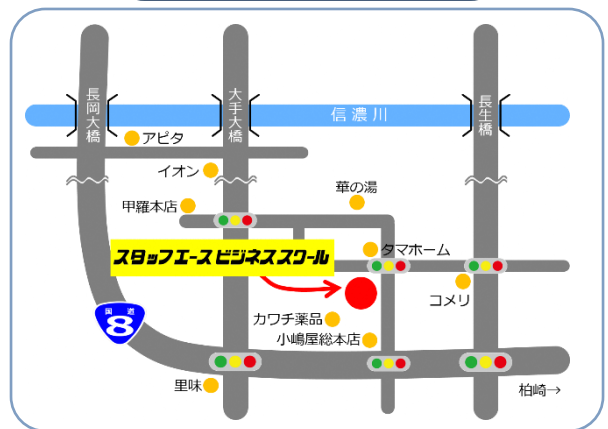 長岡大橋
大手大橋
信濃川
長生橋
アピタ
イオン
甲羅本店
華の湯
タマホーム
スタッフエース ビジネススクール
コメリ
カワチ薬品
小嶋屋総本店
国道
8
里味
柏崎→